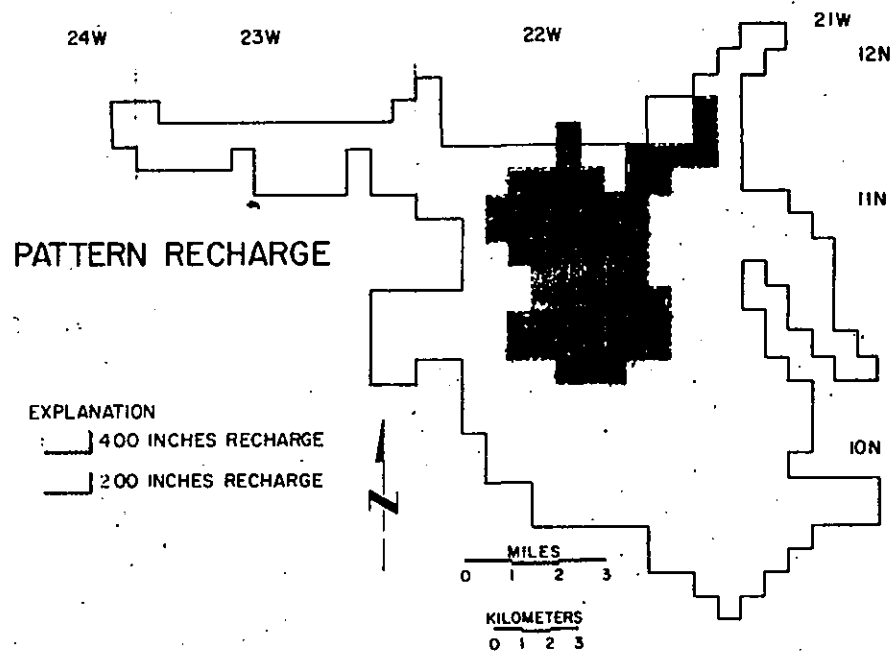 24W 23W 22W 21W
12N
11N
PATTERN RECHARGE
EXPLANATION
400 INCHES RECHARGE
200 INCHES RECHARGE
10N
N
MILES
0 1 2 3
KILOMETERS
0 1 2 3